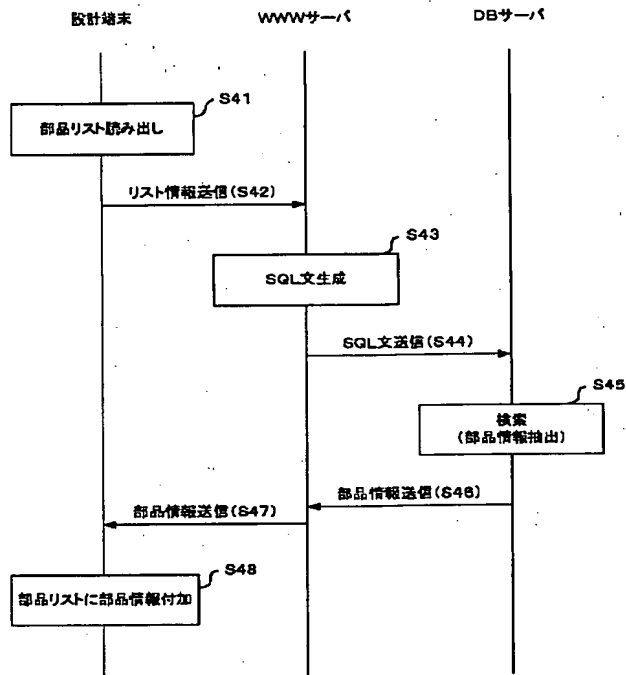 設計端末 WWWサーバ DBサーバ
S41
部品リスト読み出し
リスト情報送信(S42)
S43
SQL文生成
SQL文送信(S44)
S45
検索
(部品情報抽出)
部品情報送信(S46)
部品情報送信(S47)
S48
部品リストに部品情報付加